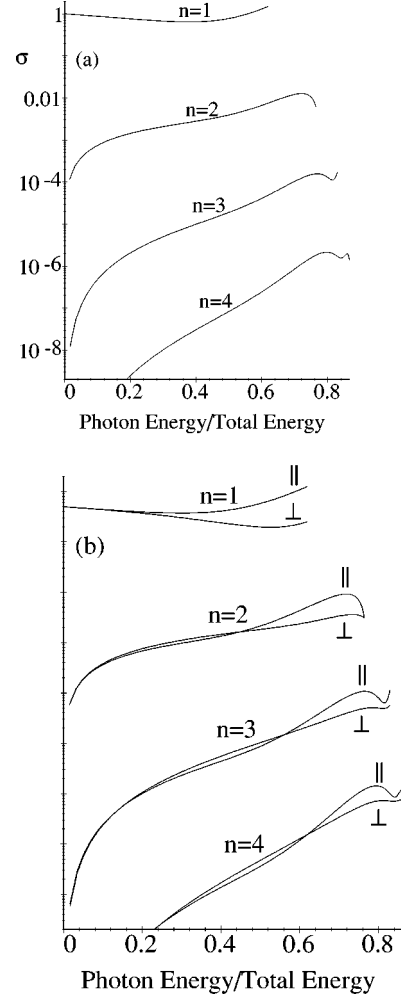 1
n=1
σ
(a)
0.01
n=2
10⁻⁴
n=3
10⁻⁶
n=4
10⁻⁸
0 0.2 0.4 0.6 0.8
Photon Energy/Total Energy
||
n=1
⊥
(b)
||
n=2
⊥
||
n=3
⊥
||
n=4
⊥
0 0.2 0.4 0.6 0.8
Photon Energy/Total Energy